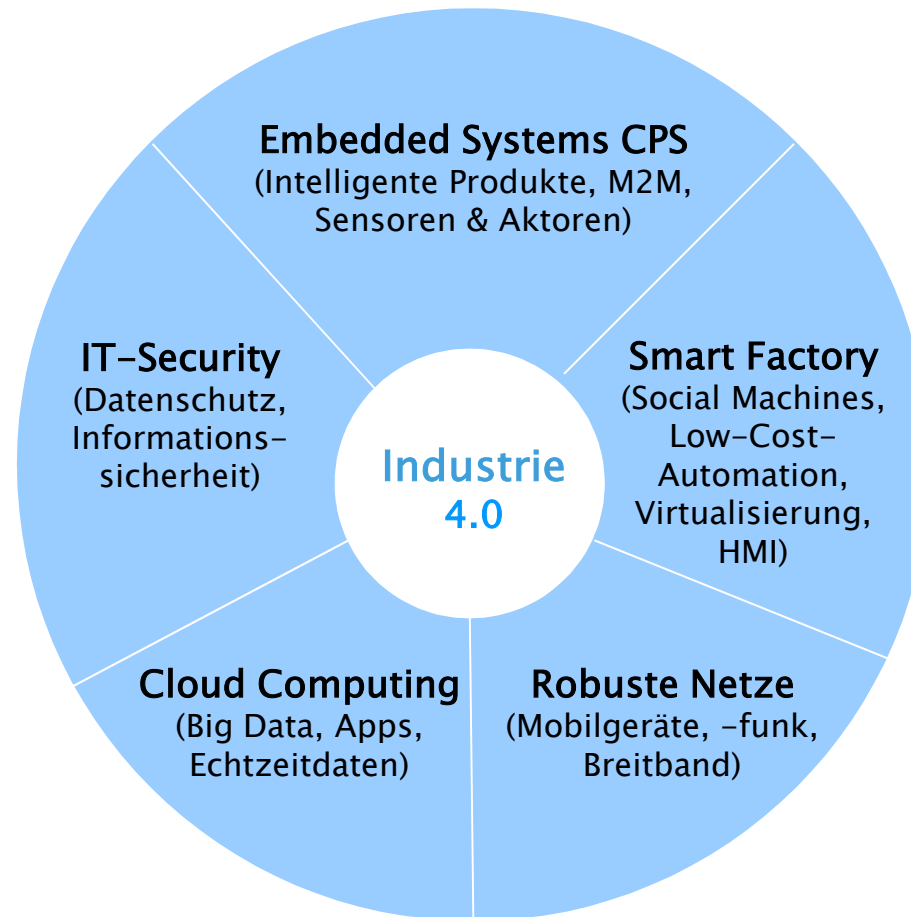 Embedded Systems CPS
(Intelligente Produkte, M2M,
Sensoren & Aktoren)
IT-Security
(Datenschutz,
Informations-
sicherheit)
Industrie
4.0
Smart Factory
(Social Machines,
Low-Cost-
Automation,
Virtualisierung,
HMI)
Cloud Computing
(Big Data, Apps,
Echtzeitdaten)
Robuste Netze
(Mobilgeräte, -funk,
Breitband)